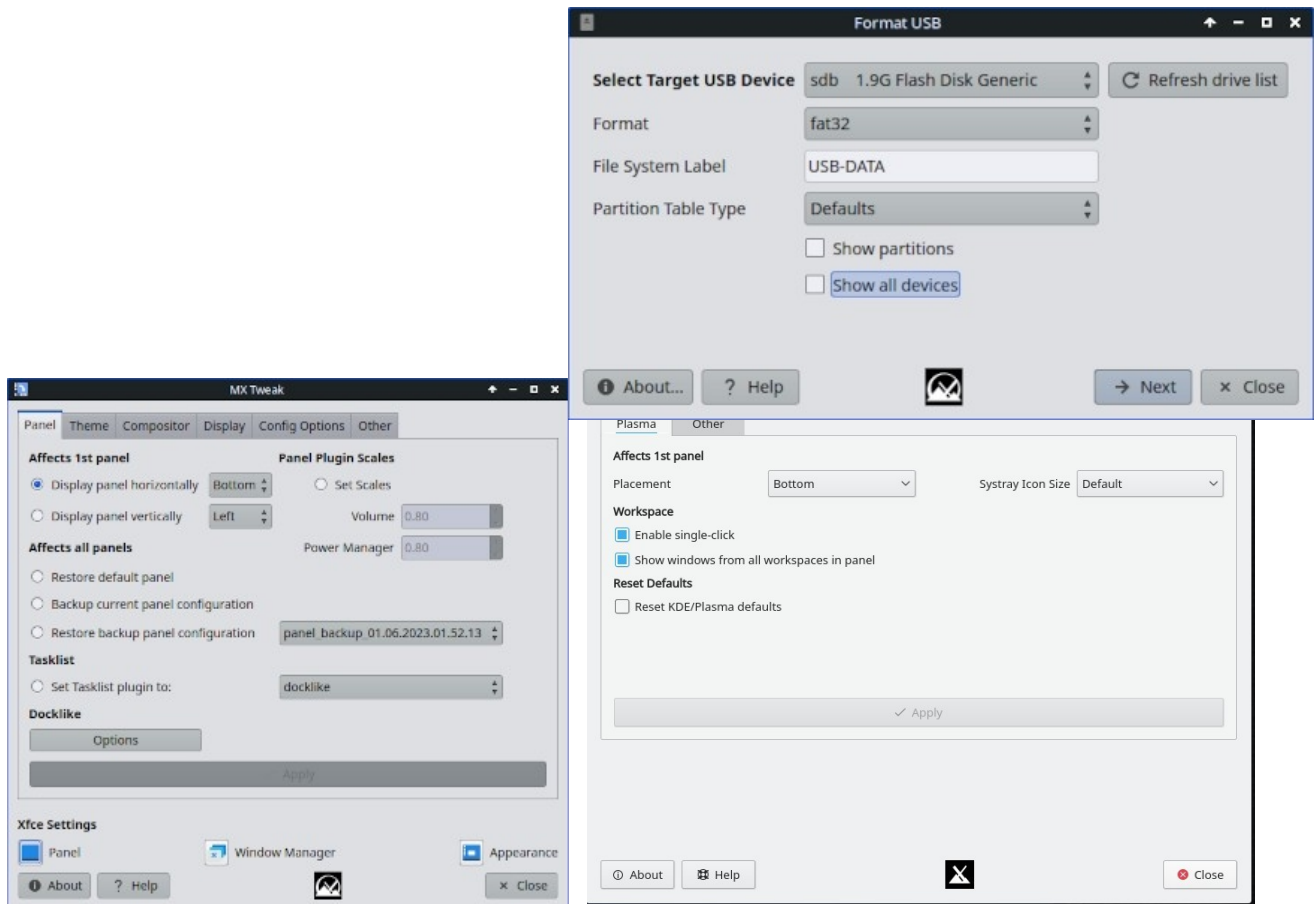 Format USB
Select Target USB Device sdb 1.9G Flash Disk Generic Refresh drive list
Format fat32
File System Label USB-DATA
Partition Table Type Defaults
Show partitions
Show all devices
About... ? Help Next Close
MX Tweak
Panel Theme Compositor Display Config Options Other
Affects 1st panel Panel Plugin Scales
Display panel horizontally Bottom Set Scales
Display panel vertically Left Volume 0.80
Affects all panels Power Manager 0.80
Restore default panel
Backup current panel configuration
Restore backup panel configuration panel_backup_01.06.2023.01.52.13
Tasklist
Set Tasklist plugin to: docklike
Docklike
Options
Apply
Xfce Settings
Panel Window Manager Appearance
About ? Help Close
Plasma Other
Affects 1st panel
Placement Bottom Systray Icon Size Default
Workspace
Enable single-click
Show windows from all workspaces in panel
Reset Defaults
Reset KDE/Plasma defaults
Apply
About Help Close